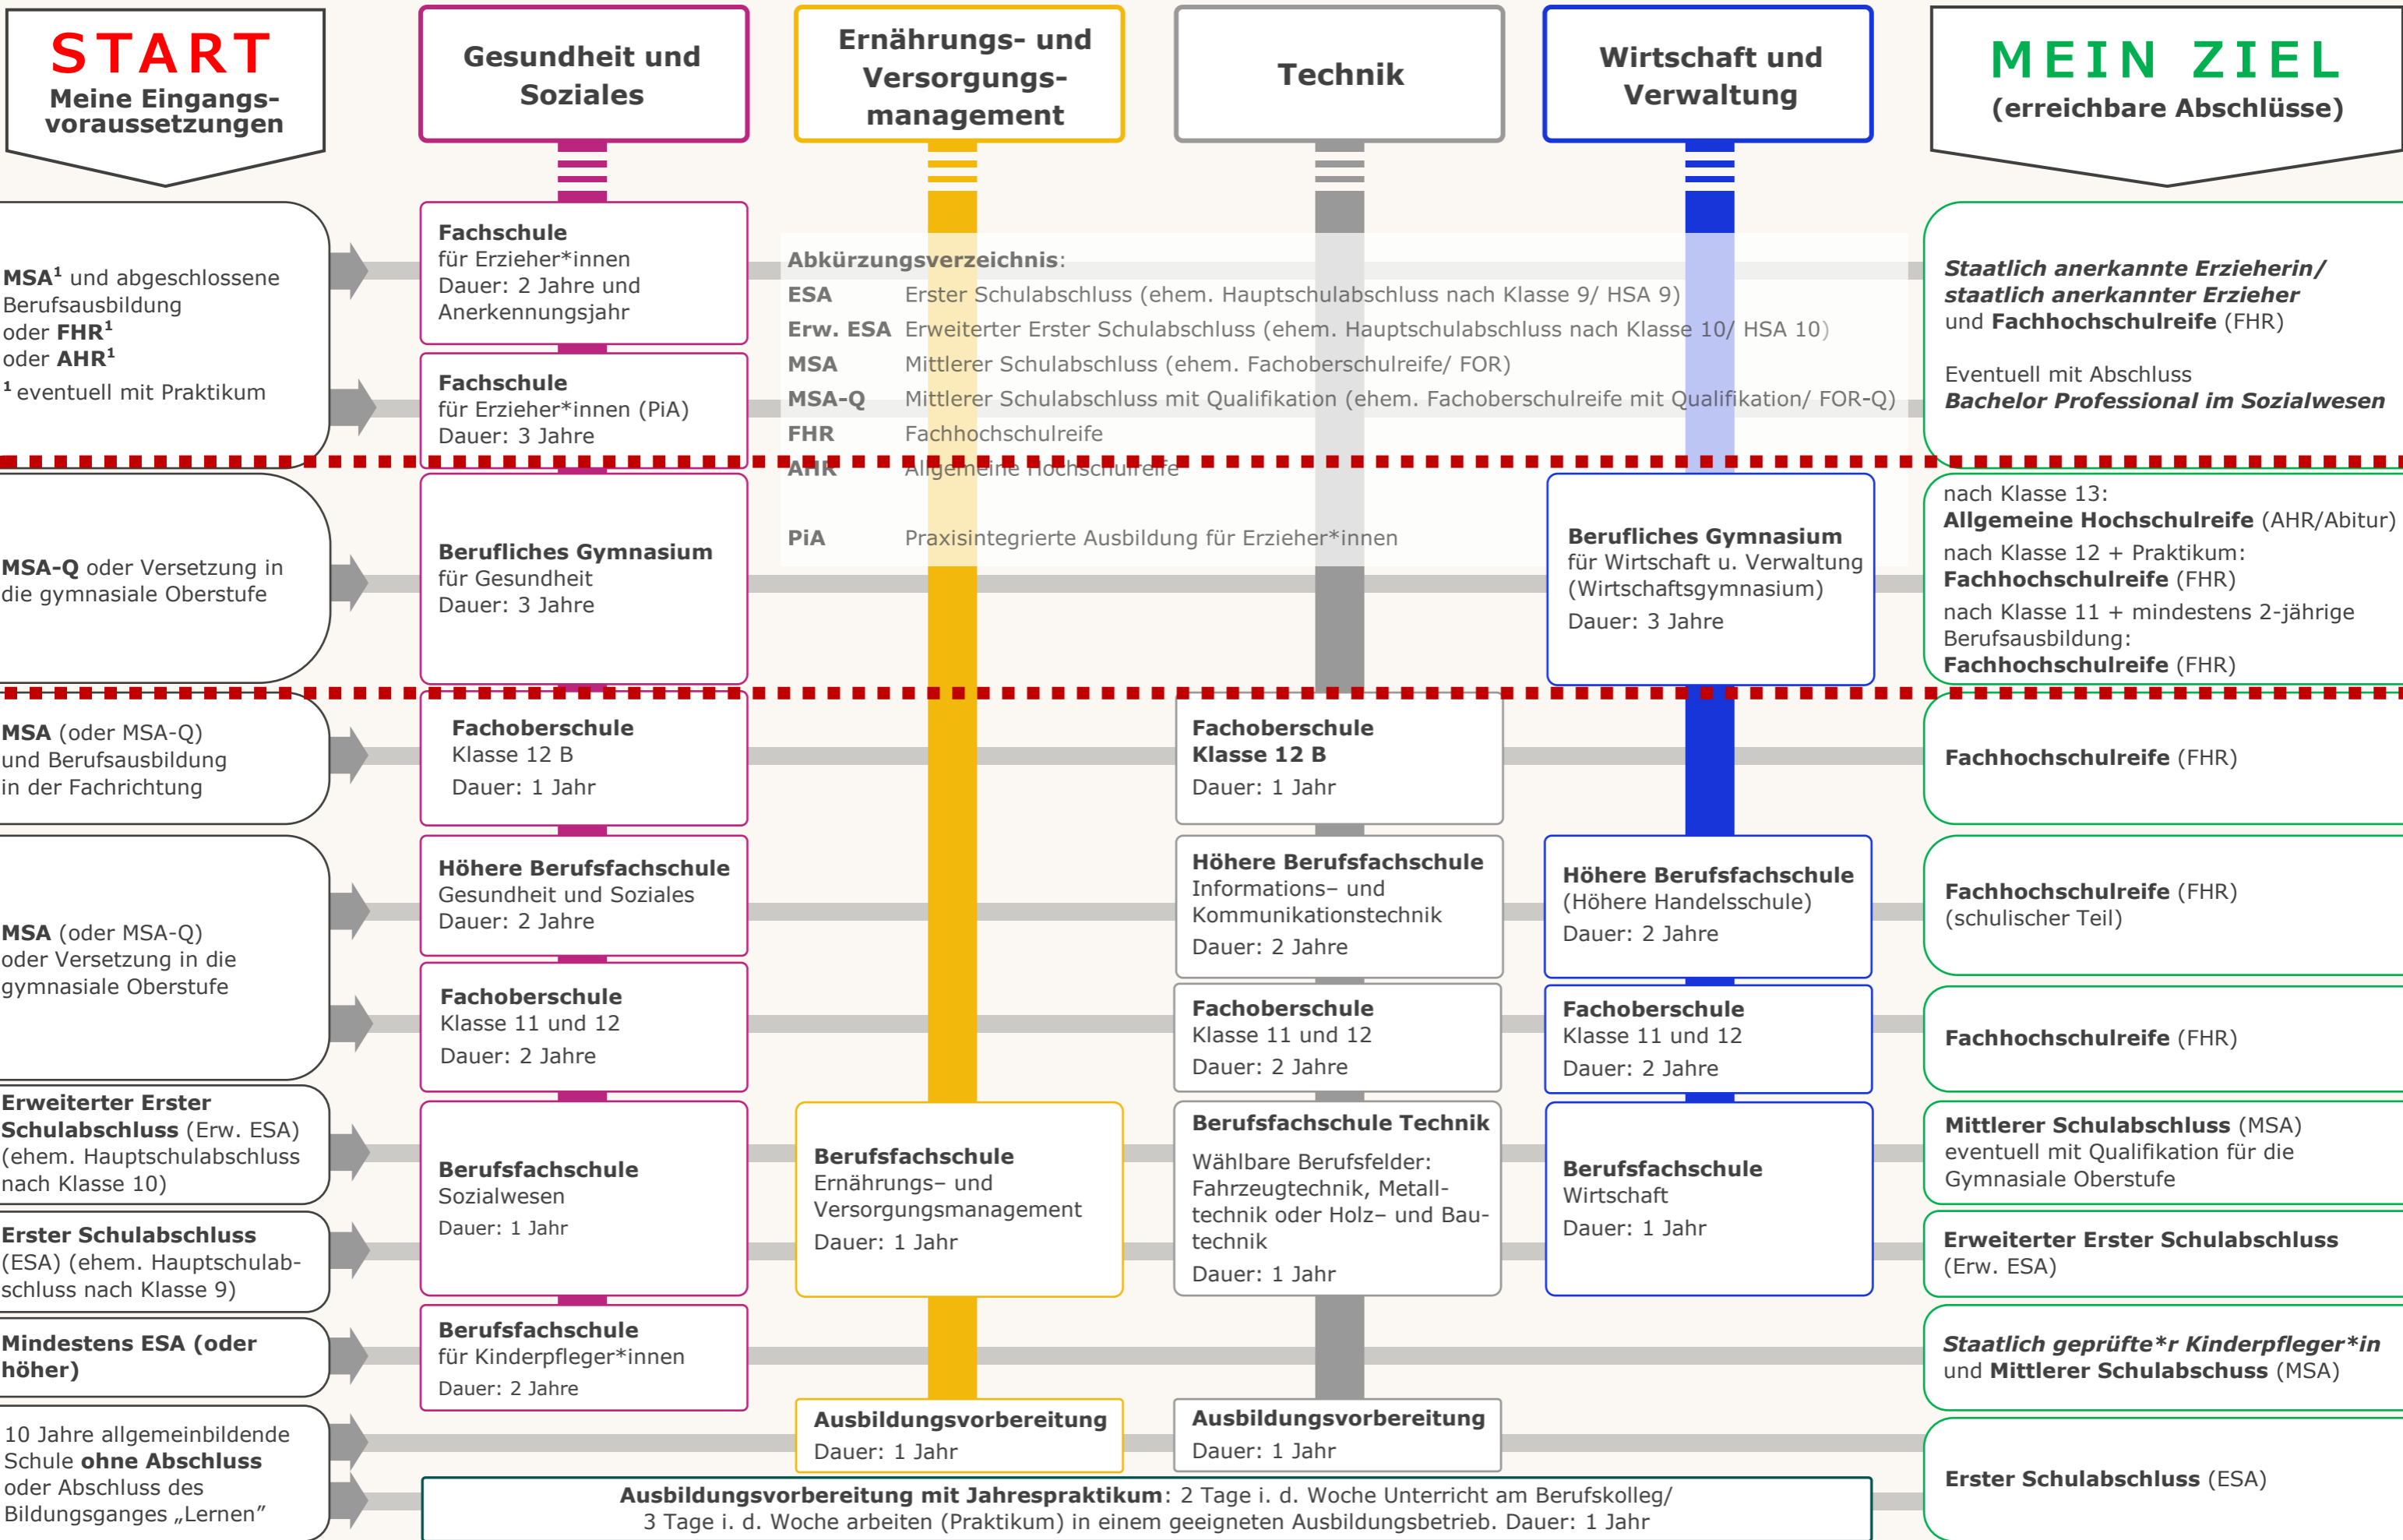 START
Meine Eingangs-
voraussetzungen
Gesundheit und
Soziales
Ernährungs- und
Versorgungs-
management
Technik
Wirtschaft und
Verwaltung
MEIN ZIEL
(erreichbare Abschlüsse)
MSA¹ und abgeschlossene
Berufsausbildung
oder FHR¹
oder AHR¹
¹ eventuell mit Praktikum
Fachschule
für Erzieher*innen
Dauer: 2 Jahre und
Anerkennungsjahr
Fachschule
für Erzieher*innen (PiA)
Dauer: 3 Jahre
Abkürzungsverzeichnis:
ESA Erster Schulabschluss (ehem. Hauptschulabschluss nach Klasse 9/ HSA 9)
Erw. ESA Erweiterter Erster Schulabschluss (ehem. Hauptschulabschluss nach Klasse 10/ HSA 10)
MSA Mittlerer Schulabschluss (ehem. Fachoberschulreife/ FOR)
MSA-Q Mittlerer Schulabschluss mit Qualifikation (ehem. Fachoberschulreife mit Qualifikation/ FOR-Q)
FHR Fachhochschulreife
AHR Allgemeine Hochschulreife
PiA Praxisintegrierte Ausbildung für Erzieher*innen
Staatlich anerkannte Erzieherin/
staatlich anerkannter Erzieher
und Fachhochschulreife (FHR)
Eventuell mit Abschluss
Bachelor Professional im Sozialwesen
MSA-Q oder Versetzung in
die gymnasiale Oberstufe
Berufliches Gymnasium
für Gesundheit
Dauer: 3 Jahre
Berufliches Gymnasium
für Wirtschaft u. Verwaltung
(Wirtschaftsgymnasium)
Dauer: 3 Jahre
nach Klasse 13:
Allgemeine Hochschulreife (AHR/Abitur)
nach Klasse 12 + Praktikum:
Fachhochschulreife (FHR)
nach Klasse 11 + mindestens 2-jährige
Berufsausbildung:
Fachhochschulreife (FHR)
MSA (oder MSA-Q)
und Berufsausbildung
in der Fachrichtung
Fachoberschule
Klasse 12 B
Dauer: 1 Jahr
Fachoberschule
Klasse 12 B
Dauer: 1 Jahr
Fachhochschulreife (FHR)
MSA (oder MSA-Q)
oder Versetzung in die
gymnasiale Oberstufe
Höhere Berufsfachschule
Gesundheit und Soziales
Dauer: 2 Jahre
Höhere Berufsfachschule
Informations– und
Kommunikationstechnik
Dauer: 2 Jahre
Höhere Berufsfachschule
(Höhere Handelsschule)
Dauer: 2 Jahre
Fachhochschulreife (FHR)
(schulischer Teil)
Fachoberschule
Klasse 11 und 12
Dauer: 2 Jahre
Fachoberschule
Klasse 11 und 12
Dauer: 2 Jahre
Fachoberschule
Klasse 11 und 12
Dauer: 2 Jahre
Fachhochschulreife (FHR)
Erweiterter Erster
Schulabschluss (Erw. ESA)
(ehem. Hauptschulabschluss
nach Klasse 10)
Erster Schulabschluss
(ESA) (ehem. Hauptschulab-
schluss nach Klasse 9)
Berufsfachschule
Sozialwesen
Dauer: 1 Jahr
Berufsfachschule
Ernährungs– und
Versorgungsmanagement
Dauer: 1 Jahr
Berufsfachschule Technik
Wählbare Berufsfelder:
Fahrzeugtechnik, Metall-
technik oder Holz– und Bau-
technik
Dauer: 1 Jahr
Berufsfachschule
Wirtschaft
Dauer: 1 Jahr
Mittlerer Schulabschluss (MSA)
eventuell mit Qualifikation für die
Gymnasiale Oberstufe
Erweiterter Erster Schulabschluss
(Erw. ESA)
Mindestens ESA (oder
höher)
Berufsfachschule
für Kinderpfleger*innen
Dauer: 2 Jahre
Staatlich geprüfte*r Kinderpfleger*in
und Mittlerer Schulabschluss (MSA)
10 Jahre allgemeinbildende
Schule ohne Abschluss
oder Abschluss des
Bildungsganges „Lernen”
Ausbildungsvorbereitung
Dauer: 1 Jahr
Ausbildungsvorbereitung
Dauer: 1 Jahr
Ausbildungsvorbereitung mit Jahrespraktikum: 2 Tage i. d. Woche Unterricht am Berufskolleg/
3 Tage i. d. Woche arbeiten (Praktikum) in einem geeigneten Ausbildungsbetrieb. Dauer: 1 Jahr
Erster Schulabschluss (ESA)